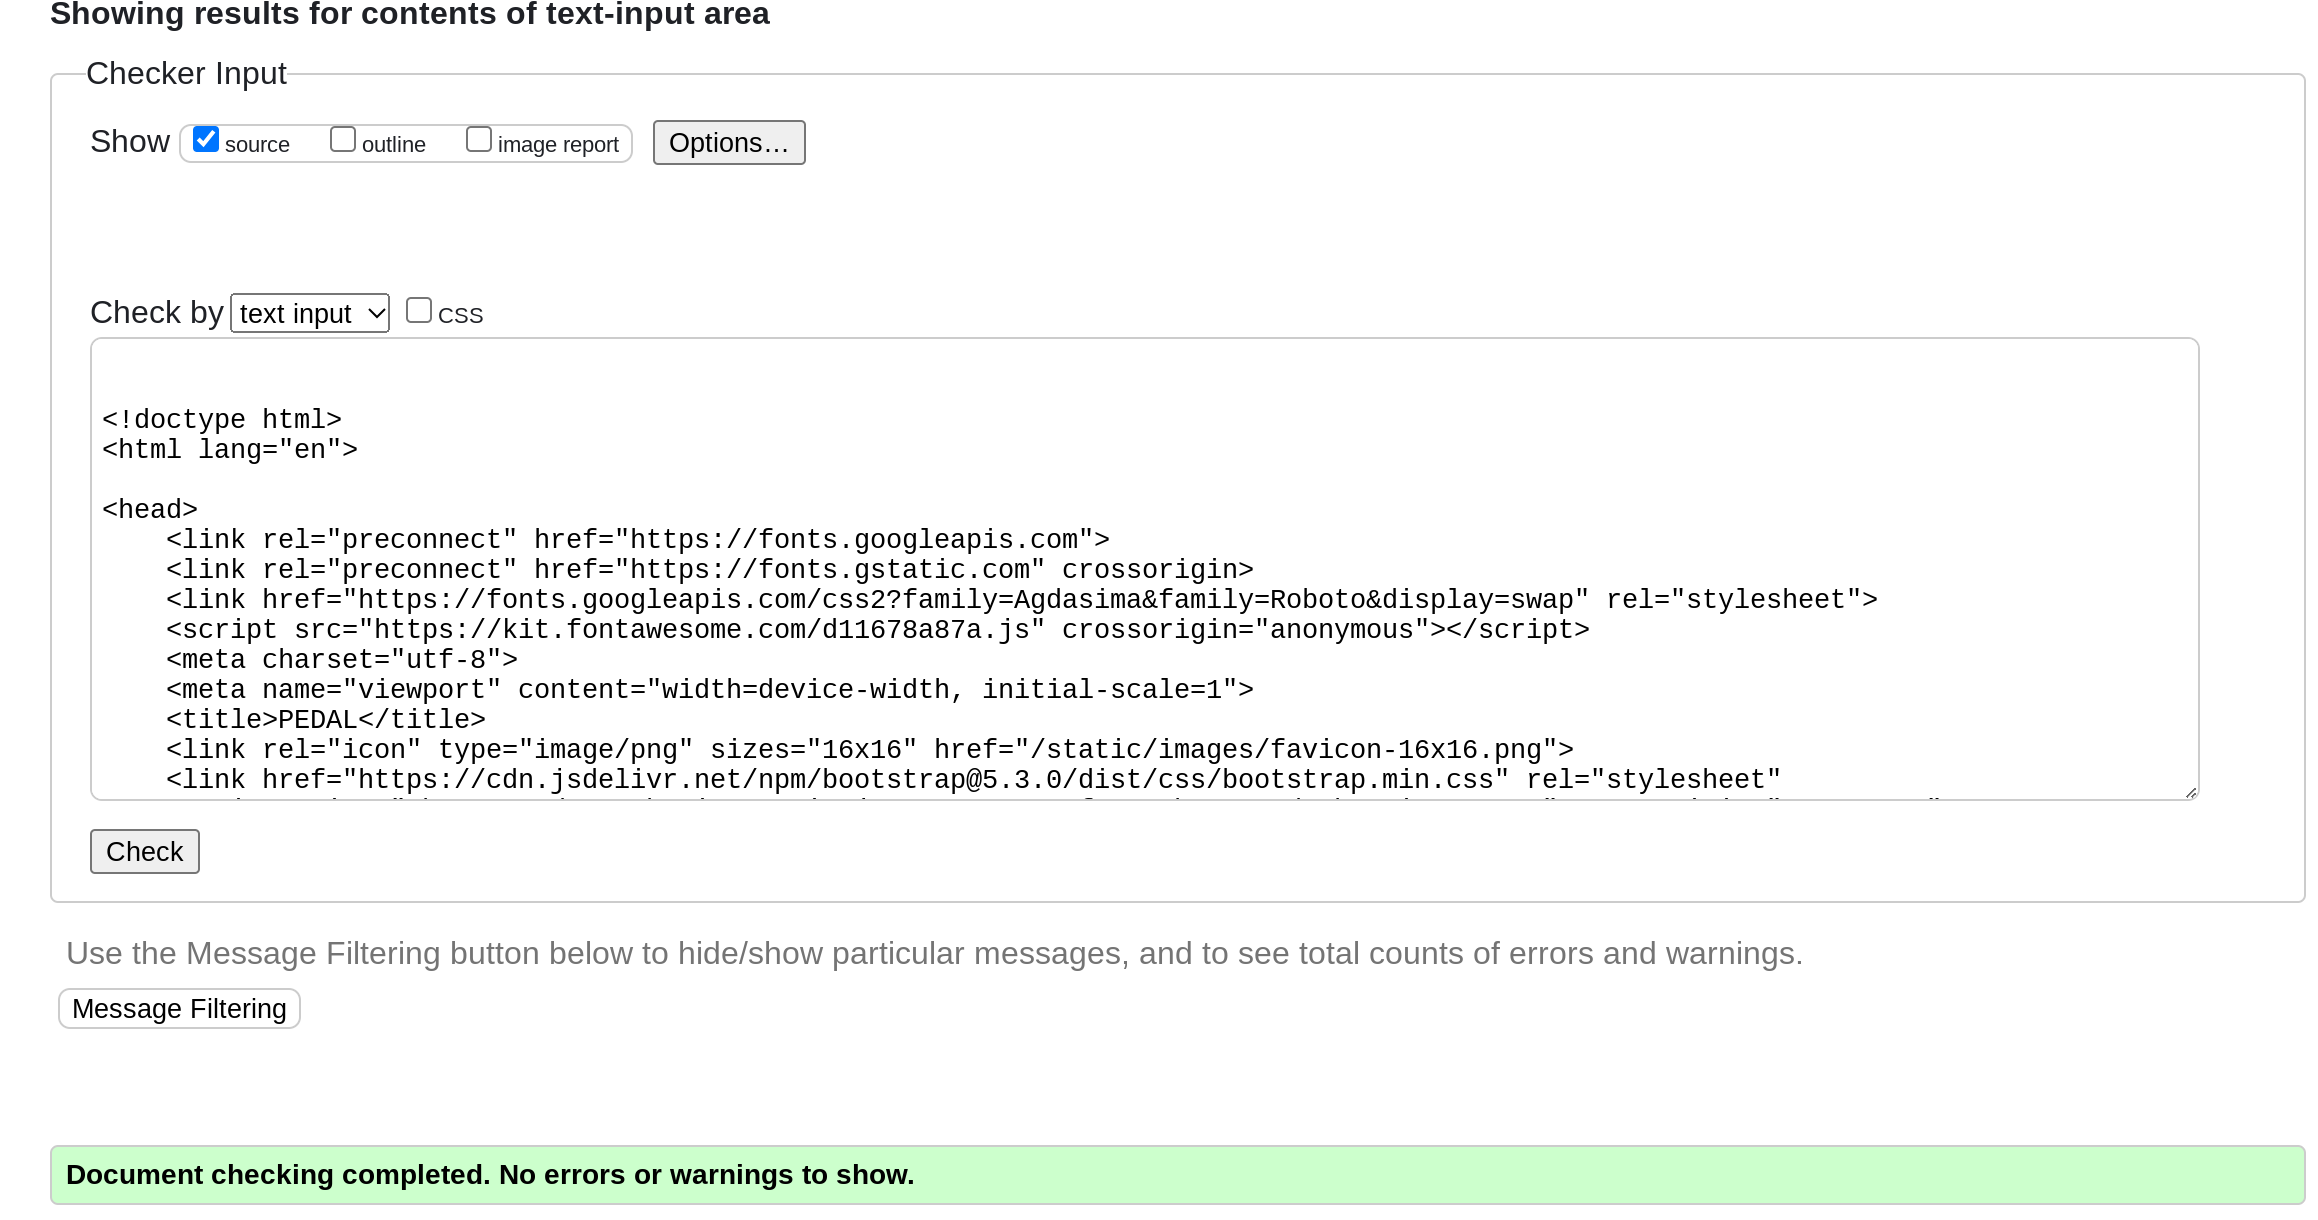 Showing results for contents of text-input area
Checker Input
Show source outline image report Options...
Check by text input CSS
<!doctype html>
<html lang="en">
<head>
    <link rel="preconnect" href="https://fonts.googleapis.com">
    <link rel="preconnect" href="https://fonts.gstatic.com" crossorigin>
    <link href="https://fonts.googleapis.com/css2?family=Agdasima&family=Roboto&display=swap" rel="stylesheet">
    <script src="https://kit.fontawesome.com/d11678a87a.js" crossorigin="anonymous"></script>
    <meta charset="utf-8">
    <meta name="viewport" content="width=device-width, initial-scale=1">
    <title>PEDAL</title>
    <link rel="icon" type="image/png" sizes="16x16" href="/static/images/favicon-16x16.png">
    <link href="https://cdn.jsdelivr.net/npm/bootstrap@5.3.0/dist/css/bootstrap.min.css" rel="stylesheet"
Check
Use the Message Filtering button below to hide/show particular messages, and to see total counts of errors and warnings.
Message Filtering
Document checking completed. No errors or warnings to show.